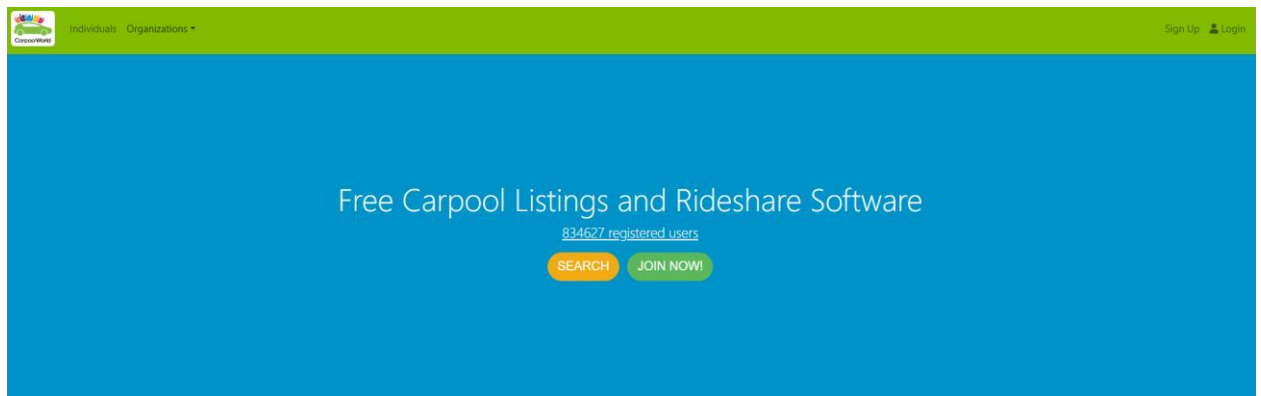 CarpoolWorld
Individuals Organizations
Sign Up Login
Free Carpool Listings and Rideshare Software
834627 registered users
SEARCH JOIN NOW!